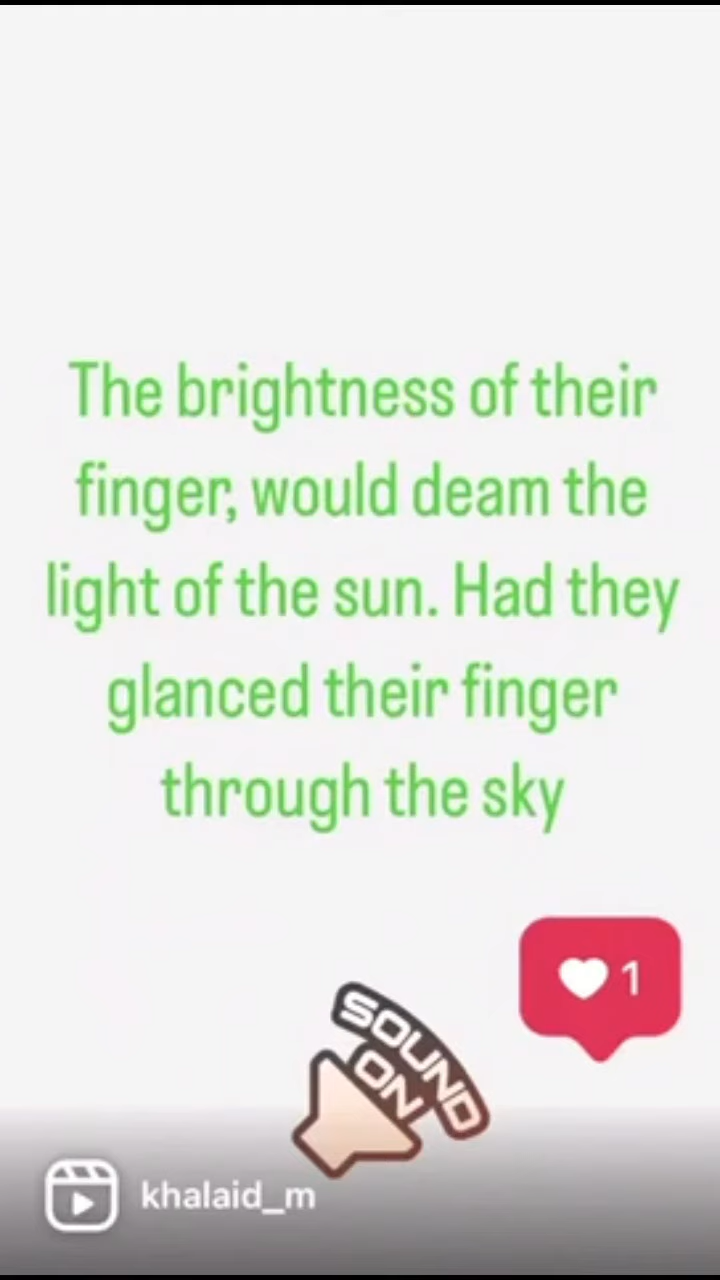 The brightness of their
finger, would deam the
light of the sun. Had they
glanced their finger
through the sky
1
SOUND
ON
khalaid_m